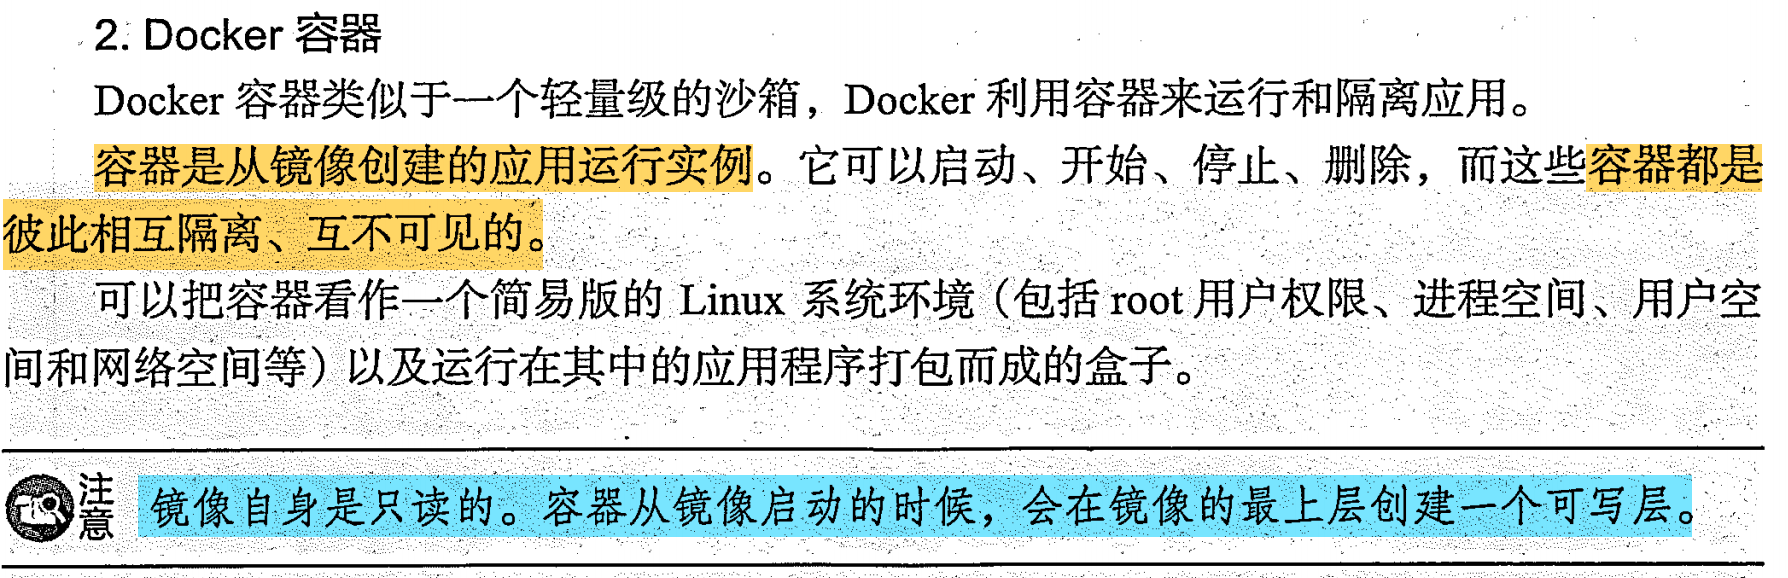 2. Docker 容器
Docker 容器类似于一个轻量级的沙箱，Docker 利用容器来运行和隔离应用。
容器是从镜像创建的应用运行实例。它可以启动、开始、停止、删除，而这些容器都是
彼此相互隔离、互不可见的。
可以把容器看作一个简易版的 Linux 系统环境（包括 root 用户权限、进程空间、用户空
间和网络空间等）以及运行在其中的应用程序打包而成的盒子。
注意 镜像自身是只读的。容器从镜像启动的时候，会在镜像的最上层创建一个可写层。